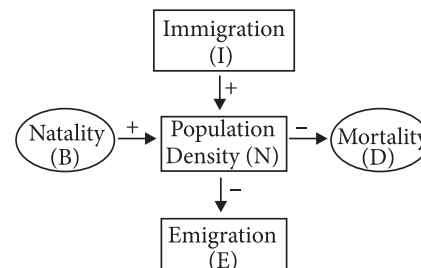 Immigration
(I)
+
Natality
(B)
+
Population
Density (N)
−
Mortality
(D)
−
Emigration
(E)